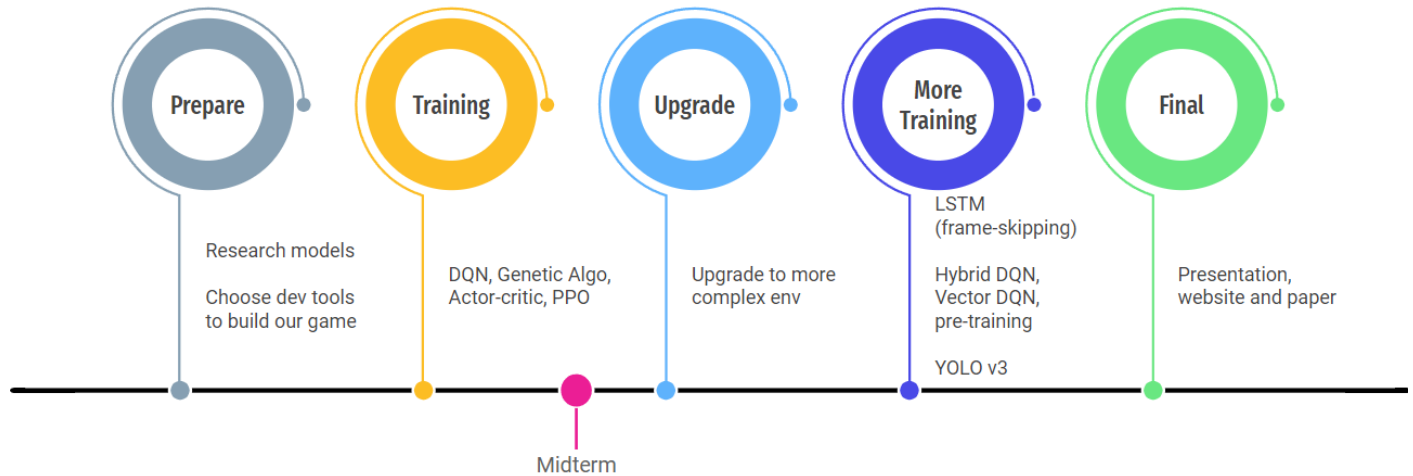 Prepare
Training
Upgrade
More
Training
Final
Research models
Choose dev tools
to build our game
DQN, Genetic Algo,
Actor-critic, PPO
Upgrade to more
complex env
LSTM
(frame-skipping)
Hybrid DQN,
Vector DQN,
pre-training
YOLO v3
Presentation,
website and paper
Midterm